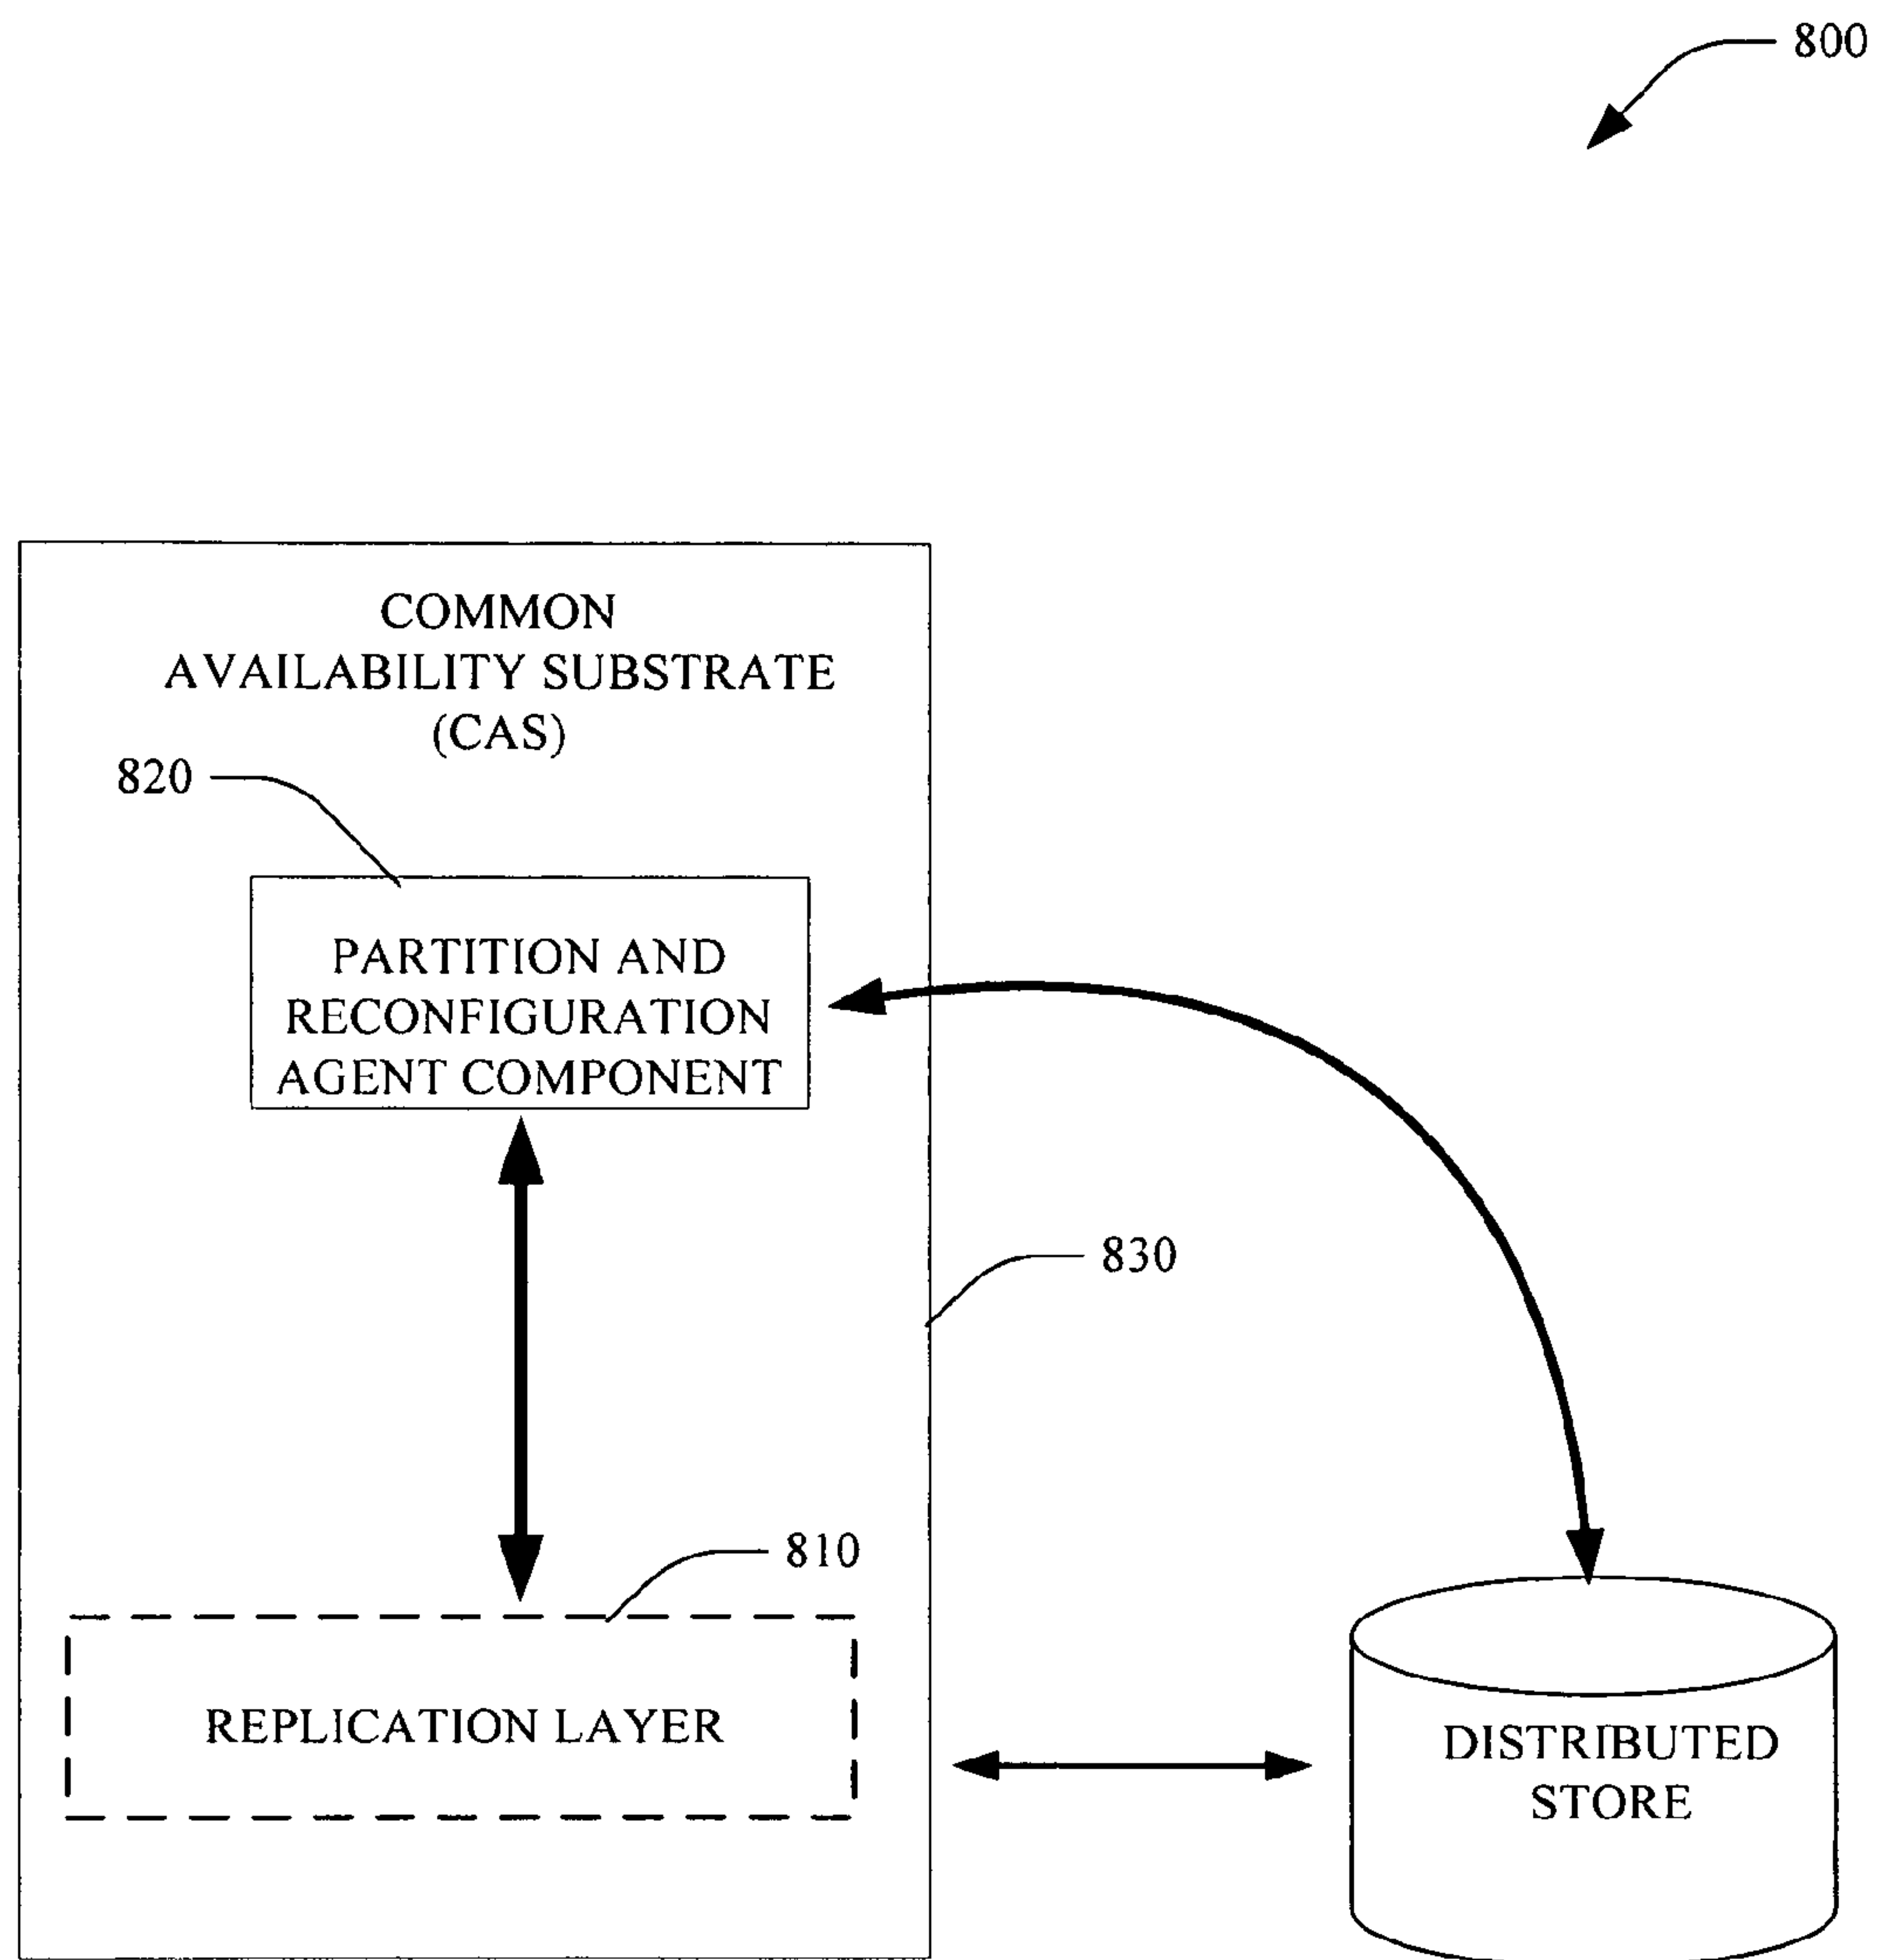 800
COMMON
AVAILABILITY SUBSTRATE
(CAS)
820
PARTITION AND
RECONFIGURATION
AGENT COMPONENT
830
810
REPLICATION LAYER
DISTRIBUTED
STORE